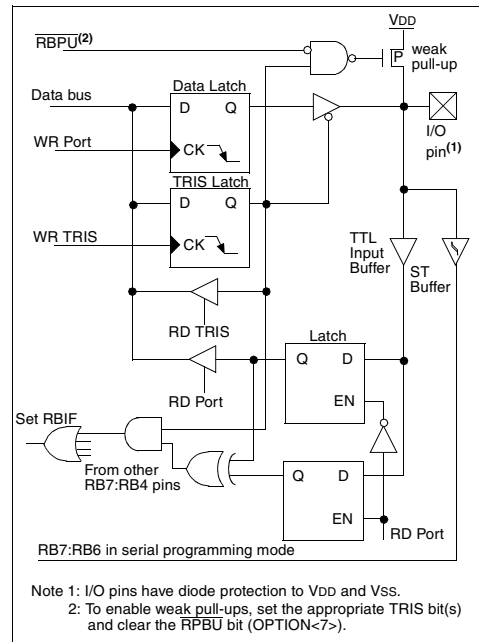 VDD
RBPU(2)
P
weak
pull-up
Data Latch
Data bus
D Q
I/O
pin(1)
WR Port
CK
TRIS Latch
D Q
WR TRIS
CK
TTL
Input
Buffer
ST
Buffer
RD TRIS
Latch
Q D
RD Port
EN
Set RBIF
From other
RB7:RB4 pins
Q D
EN
RD Port
RB7:RB6 in serial programming mode
Note 1: I/O pins have diode protection to VDD and VSS.
2: To enable weak pull-ups, set the appropriate TRIS bit(s)
and clear the RPBU bit (OPTION<7>).